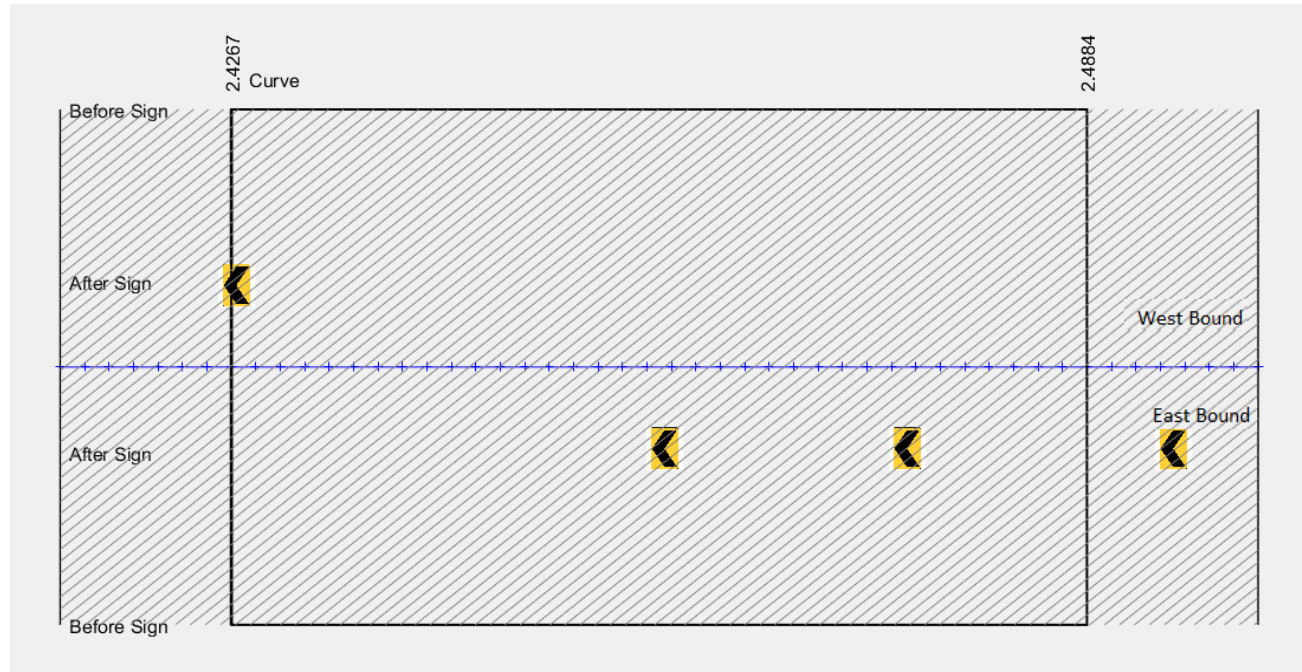 2.4267
2.4884
Curve
Before Sign
After Sign
West Bound
East Bound
After Sign
Before Sign